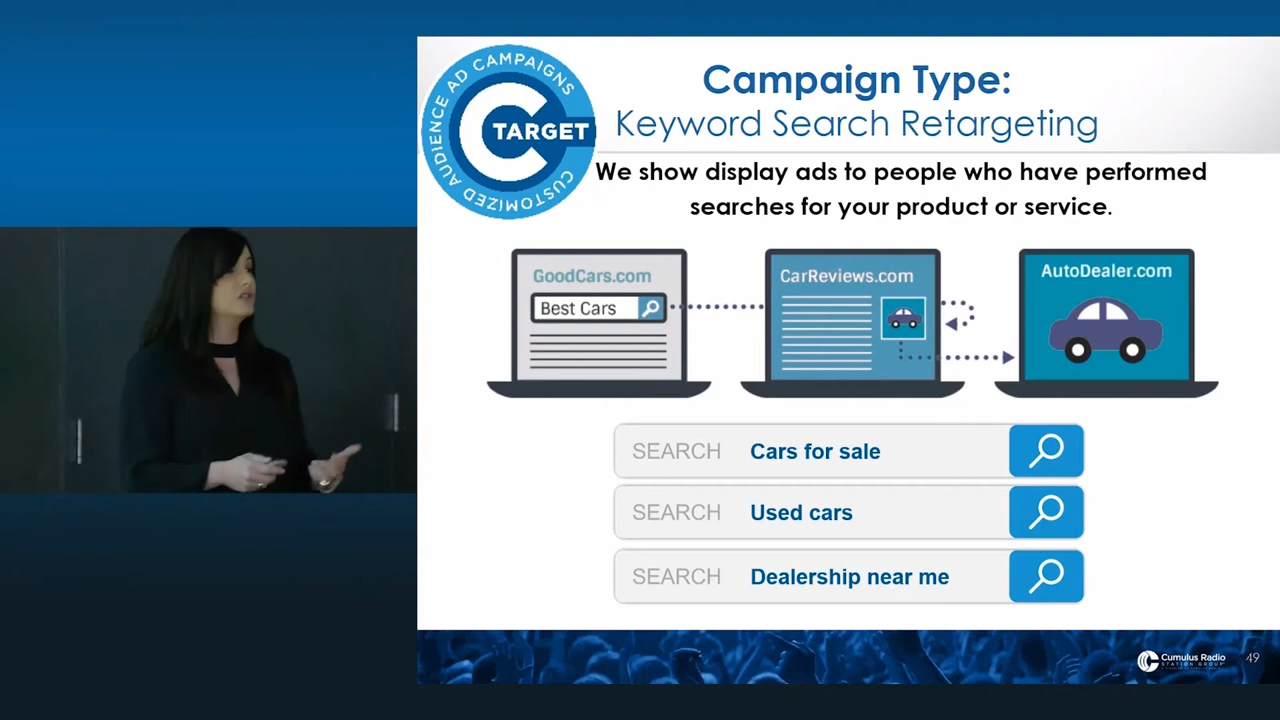 CUSTOMIZED AUDIENCE AD CAMPAIGNS
TARGET
Campaign Type:
Keyword Search Retargeting
We show display ads to people who have performed
searches for your product or service.
GoodCars.com
Best Cars
CarReviews.com
AutoDealer.com
SEARCH Cars for sale
SEARCH Used cars
SEARCH Dealership near me
Cumulus Radio
STATION GROUP
49